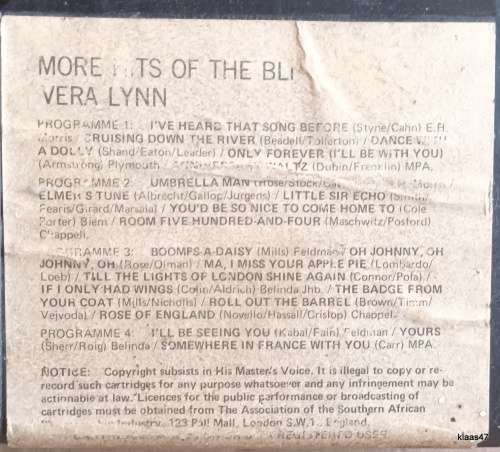 MORE HITS OF THE BLI
VERA LYNN
PROGRAMME 1: I'VE HEARD THAT SONG BEFORE (Styne/Cahn) E.H.
Morris / CRUISING DOWN THE RIVER (Beadell/Tollerton) / DANCE WITH
A DOLLY (Shand/Eaton/Leader) / ONLY FOREVER (I'LL BE WITH YOU)
(Armstrong) Plymouth / WALTZ (Dubin/Franklin) MPA.
PROGRAMME 2: UMBRELLA MAN (Rose/Stock/
ELMER'S TUNE (Albrecht/Gallop/Jurgens) / LITTLE SIR ECHO (Smith/
Fearis/Girard/Marsala) / YOU'D BE SO NICE TO COME HOME TO (Cole
Porter) Biem / ROOM FIVE HUNDRED-AND-FOUR (Maschwitz/Posford)
Chappell.
PROGRAMME 3: BOOMPS-A-DAISY (Mills) Feldman / OH JOHNNY, OH
JOHNNY, OH (Rose/Olman) / MA, I MISS YOUR APPLE PIE (Lombardo/
Loeb) / TILL THE LIGHTS OF LONDON SHINE AGAIN (Connor/Pola) /
IF I ONLY HAD WINGS (Colin/Aldrich) Belinda Jhb. / THE BADGE FROM
YOUR COAT (Mills/Nicholls) / ROLL OUT THE BARREL (Brown/Timm/
Vejvoda) / ROSE OF ENGLAND (Novello/Hassall/Crislop) Chappel.
PROGRAMME 4: I'LL BE SEEING YOU (Kabal/Fain) Feldman / YOURS
(Sherr/Roig) Belinda / SOMEWHERE IN FRANCE WITH YOU (Carr) MPA.
NOTICE: Copyright subsists in His Master's Voice. It is illegal to copy or re-
record such cartridges for any purpose whatsoever and any infringement may be
actionable at law. Licences for the public performance or broadcasting of
cartridges must be obtained from The Association of the Southern African
Industry, 123 Pall Mall, London S.W.1., England.
klaas47